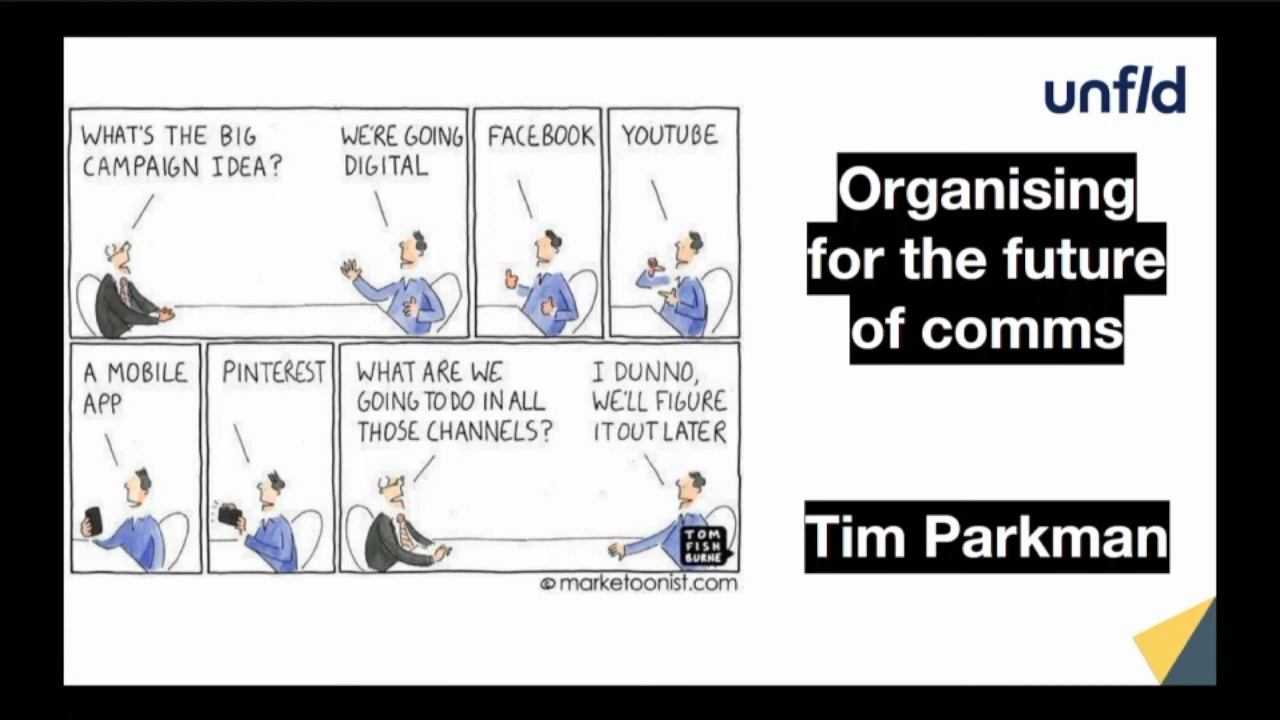 unf/d
WHAT'S THE BIG
CAMPAIGN IDEA?
WE'RE GOING
DIGITAL
FACEBOOK
YOUTUBE
A MOBILE
APP
PINTEREST
WHAT ARE WE
GOING TO DO IN ALL
THOSE CHANNELS?
I DUNNO,
WE'LL FIGURE
IT OUT LATER
TOM
FISH
BURNE
© marketoonist.com
Organising
for the future
of comms
Tim Parkman